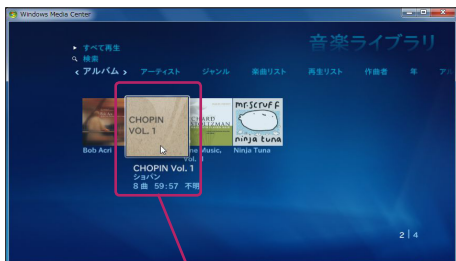 Windows Media Center
音楽ライブラリ
すべて再生
検索
アルバム アーティスト ジャンル 楽曲リスト 再生リスト 作曲者 年
CHOPIN
VOL. 1
mr.scruff
ninja tuna
Bob Acri
Ninja Tuna
CHOPIN Vol. 1
ショパン
8 曲 59:57 不明
2 | 4